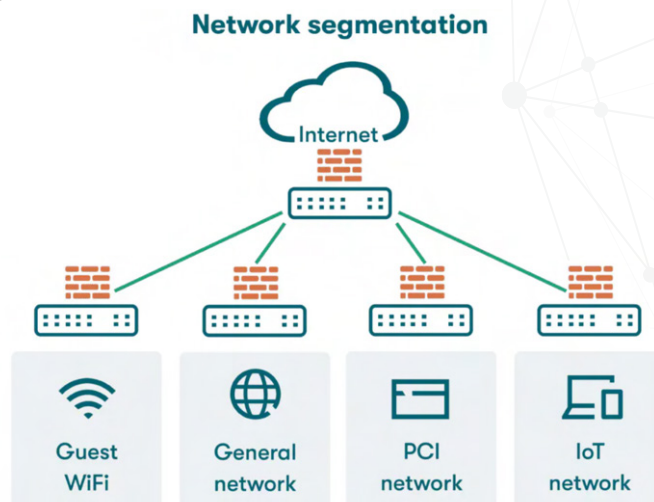 Network segmentation
Internet
Guest
WiFi
General
network
PCI
network
IoT
network